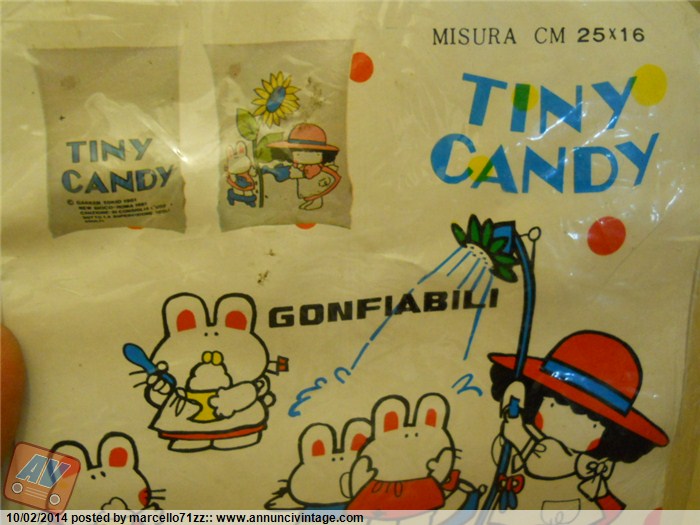 MISURA CM 25x16
TINY
CANDY
TINY
CANDY
GONFIABILI
AV
10/02/2014 posted by marcello71zz:: www.annuncivintage.com